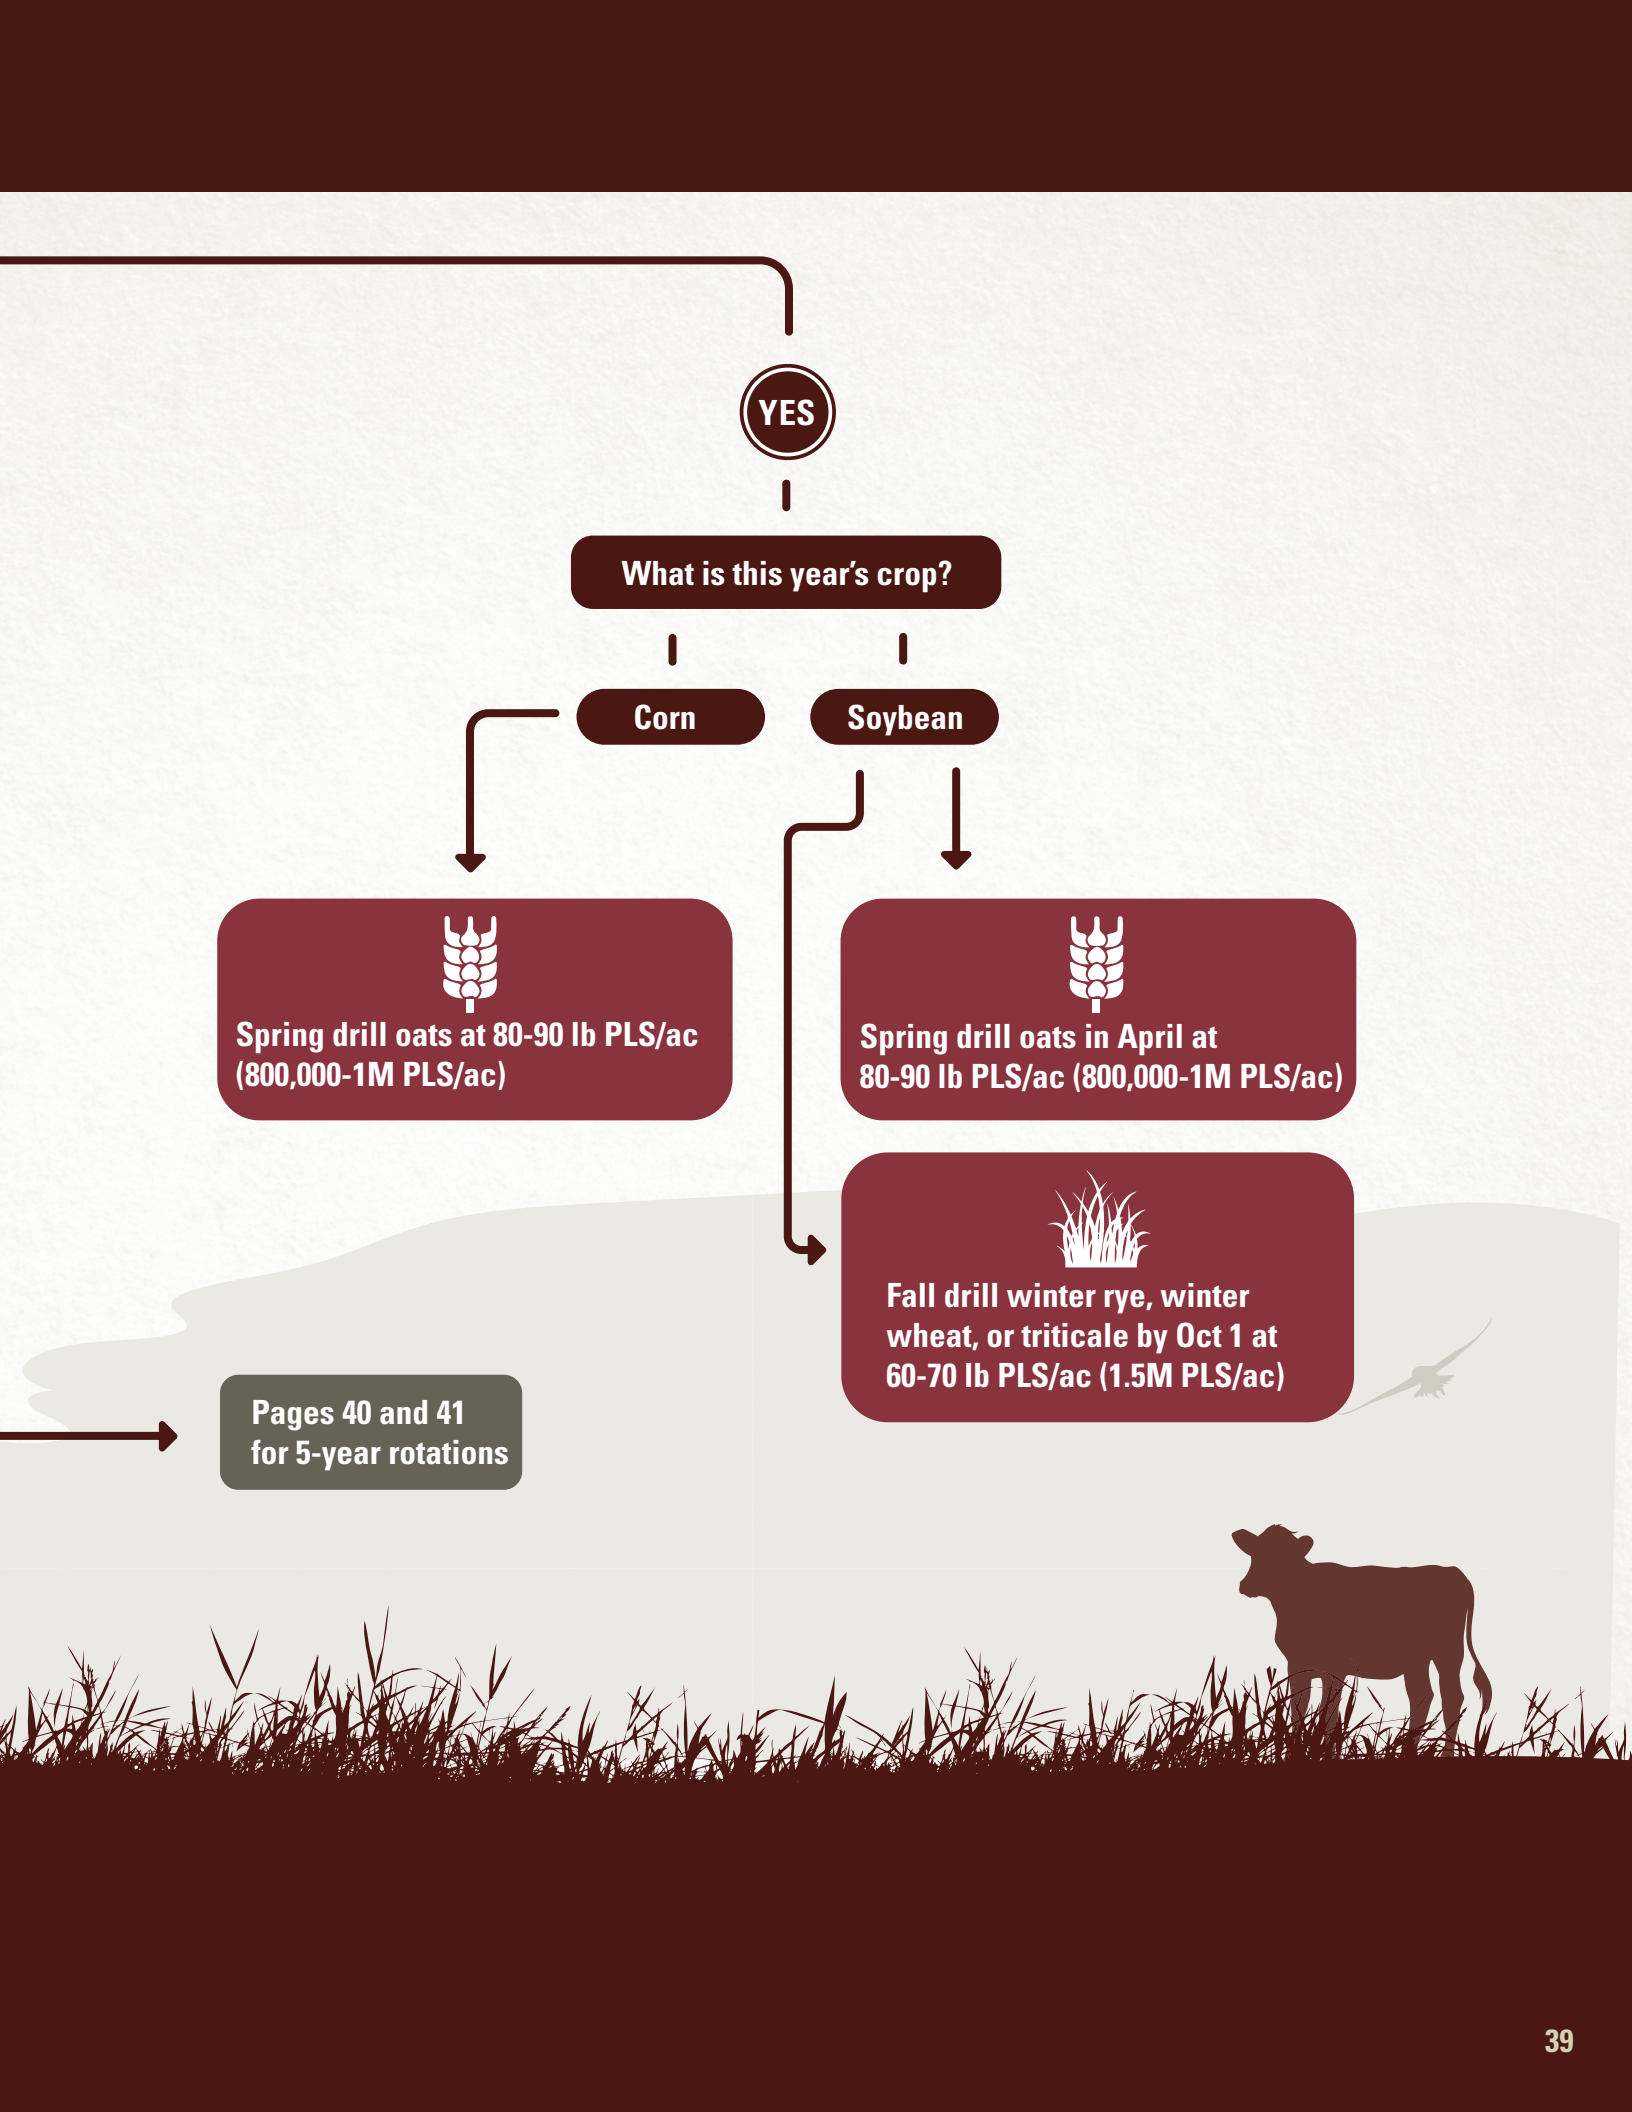 YES
What is this year’s crop?
Corn
Soybean
Spring drill oats at 80-90 lb PLS/ac
(800,000-1M PLS/ac)
Spring drill oats in April at
80-90 lb PLS/ac (800,000-1M PLS/ac)
Fall drill winter rye, winter
wheat, or triticale by Oct 1 at
60-70 lb PLS/ac (1.5M PLS/ac)
Pages 40 and 41
for 5-year rotations
39